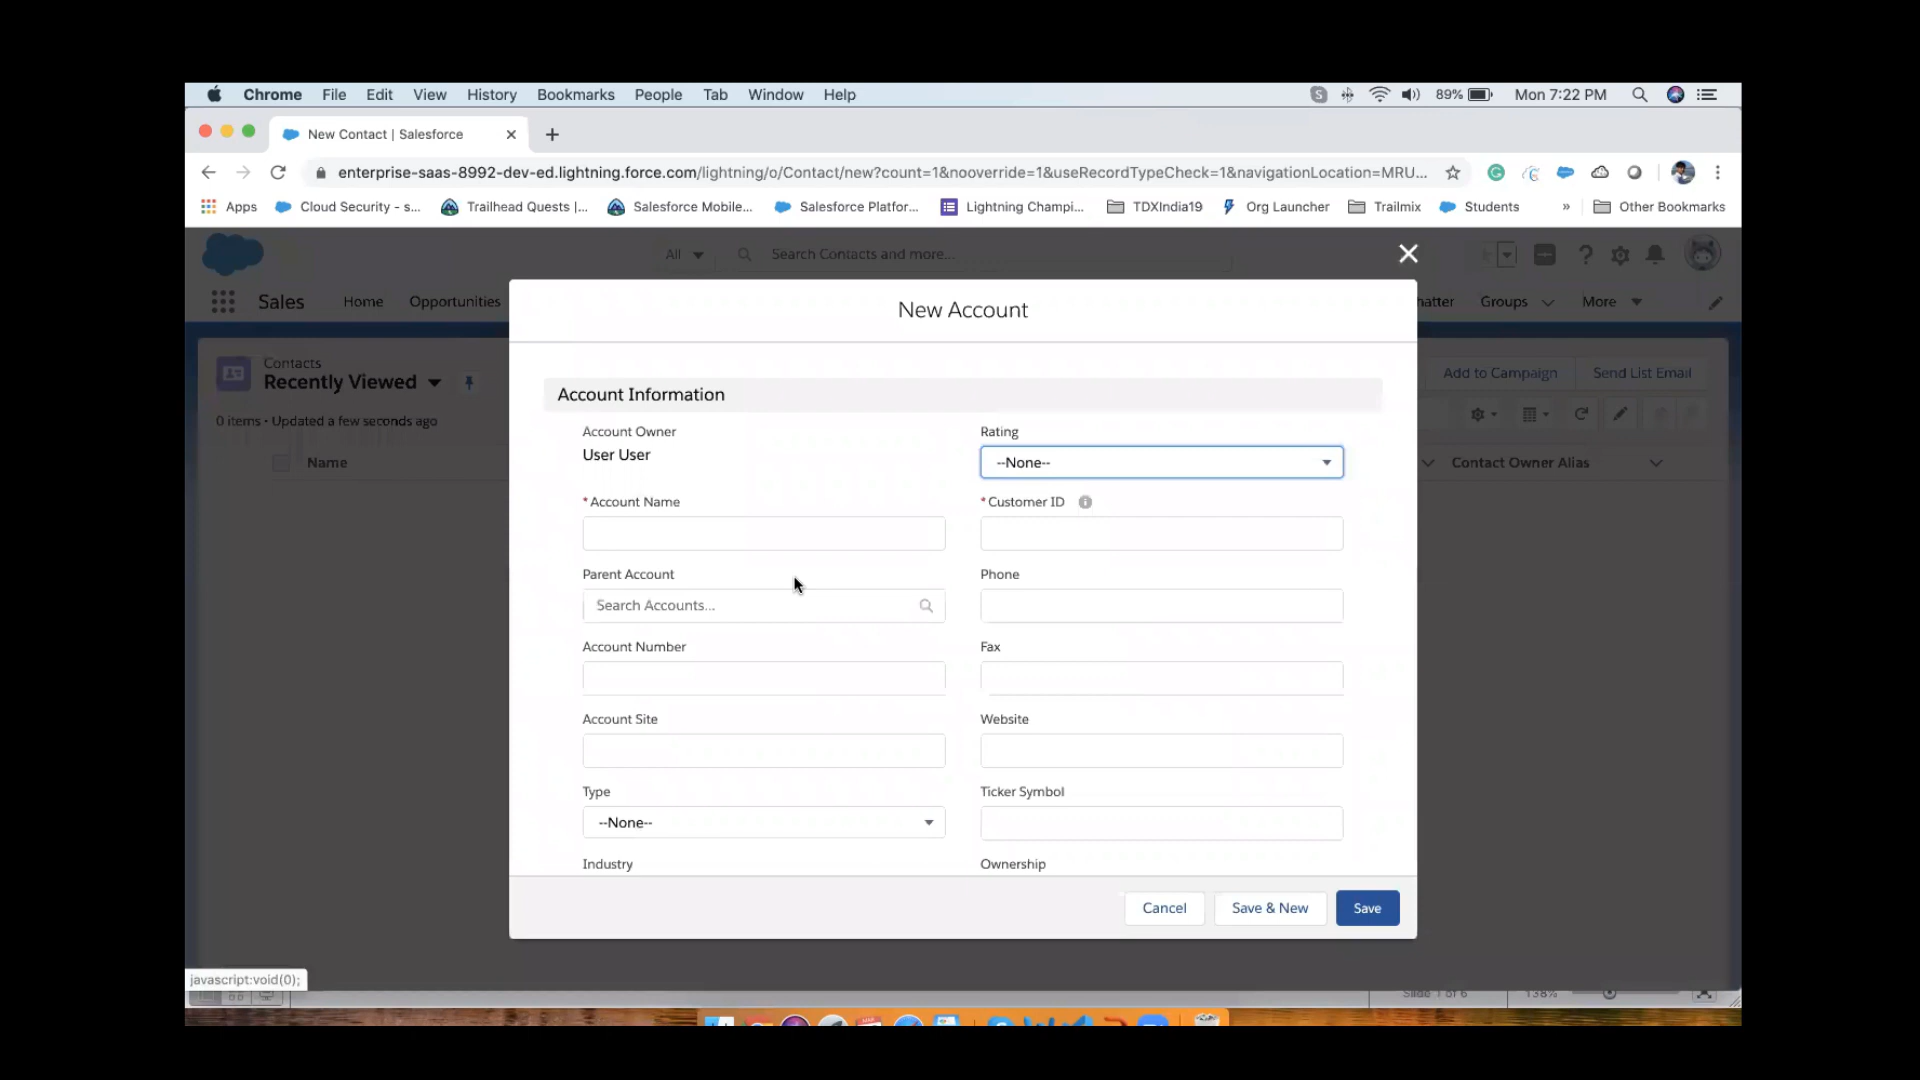 Chrome File Edit View History Bookmarks People Tab Window Help 89% Mon 7:22 PM
New Contact | Salesforce
enterprise-saas-8992-dev-ed.lightning.force.com/lightning/o/Contact/new?count=1&nooverride=1&useRecordTypeCheck=1&navigationLocation=MRU...
Apps Cloud Security - s... Trailhead Quests |... Salesforce Mobile... Salesforce Platfor... Lightning Champi... TDXIndia19 Org Launcher Trailmix Students » Other Bookmarks
All Search Contacts and more...
Sales Home Opportunities hatter Groups More
New Account
Contacts
Recently Viewed
Add to Campaign Send List Email
0 items • Updated a few seconds ago
Name Contact Owner Alias
Account Information
Account Owner Rating
User User --None--
* Account Name * Customer ID
Parent Account Phone
Search Accounts...
Account Number Fax
Account Site Website
Type Ticker Symbol
--None--
Industry Ownership
Cancel Save & New Save
javascript:void(0);
Slide 1 of 6 138%